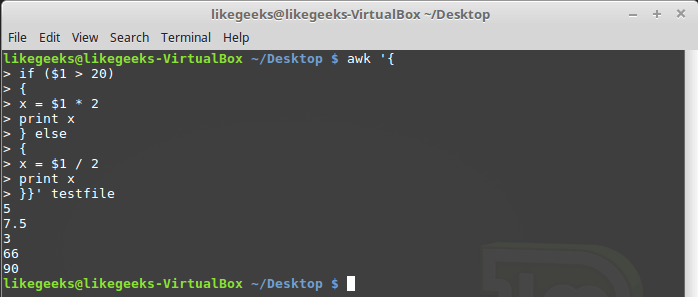 likegeeks@likegeeks-VirtualBox ~/Desktop
File Edit View Search Terminal Help
likegeeks@likegeeks-VirtualBox ~/Desktop $ awk '{
> if ($1 > 20)
> {
> x = $1 * 2
> print x
> } else
> {
> x = $1 / 2
> print x
> }}' testfile
5
7.5
3
66
90
likegeeks@likegeeks-VirtualBox ~/Desktop $